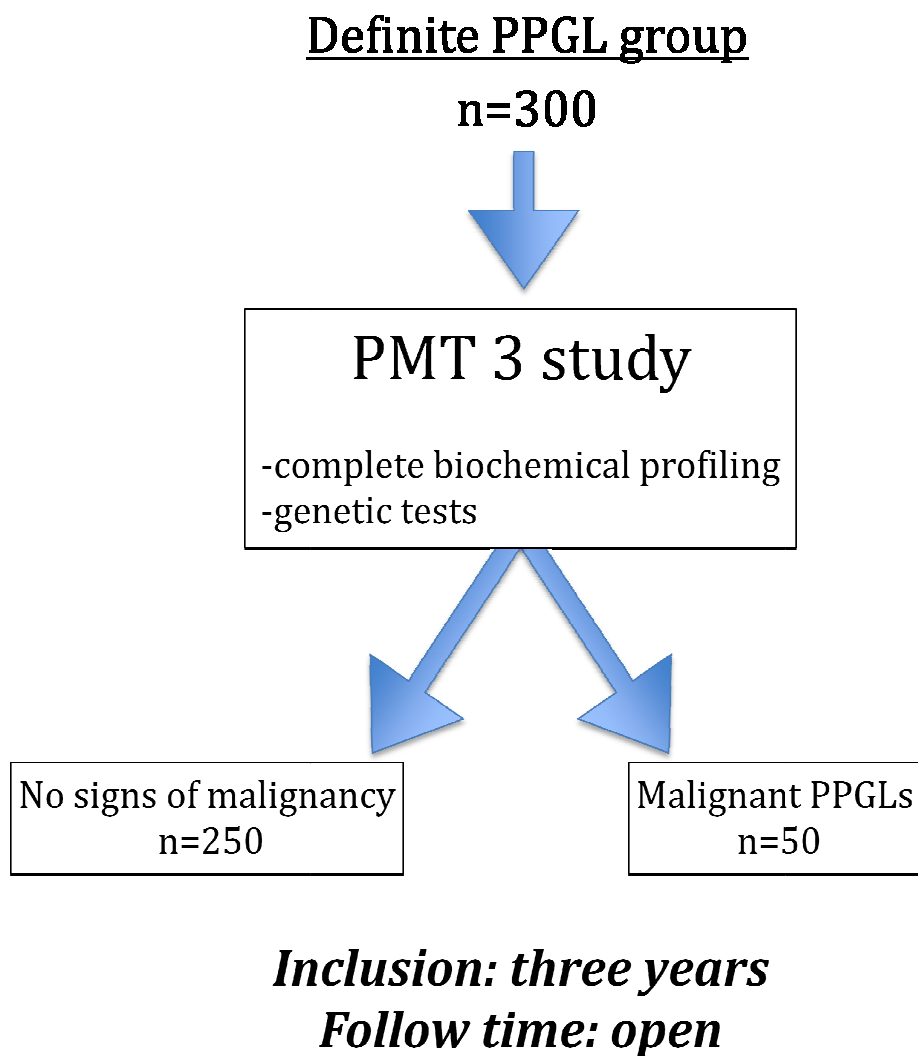 Definite PPGL group
n=300
PMT 3 study
-complete biochemical profiling
-genetic tests
No signs of malignancy
n=250
Malignant PPGLs
n=50
Inclusion: three years
Follow time: open